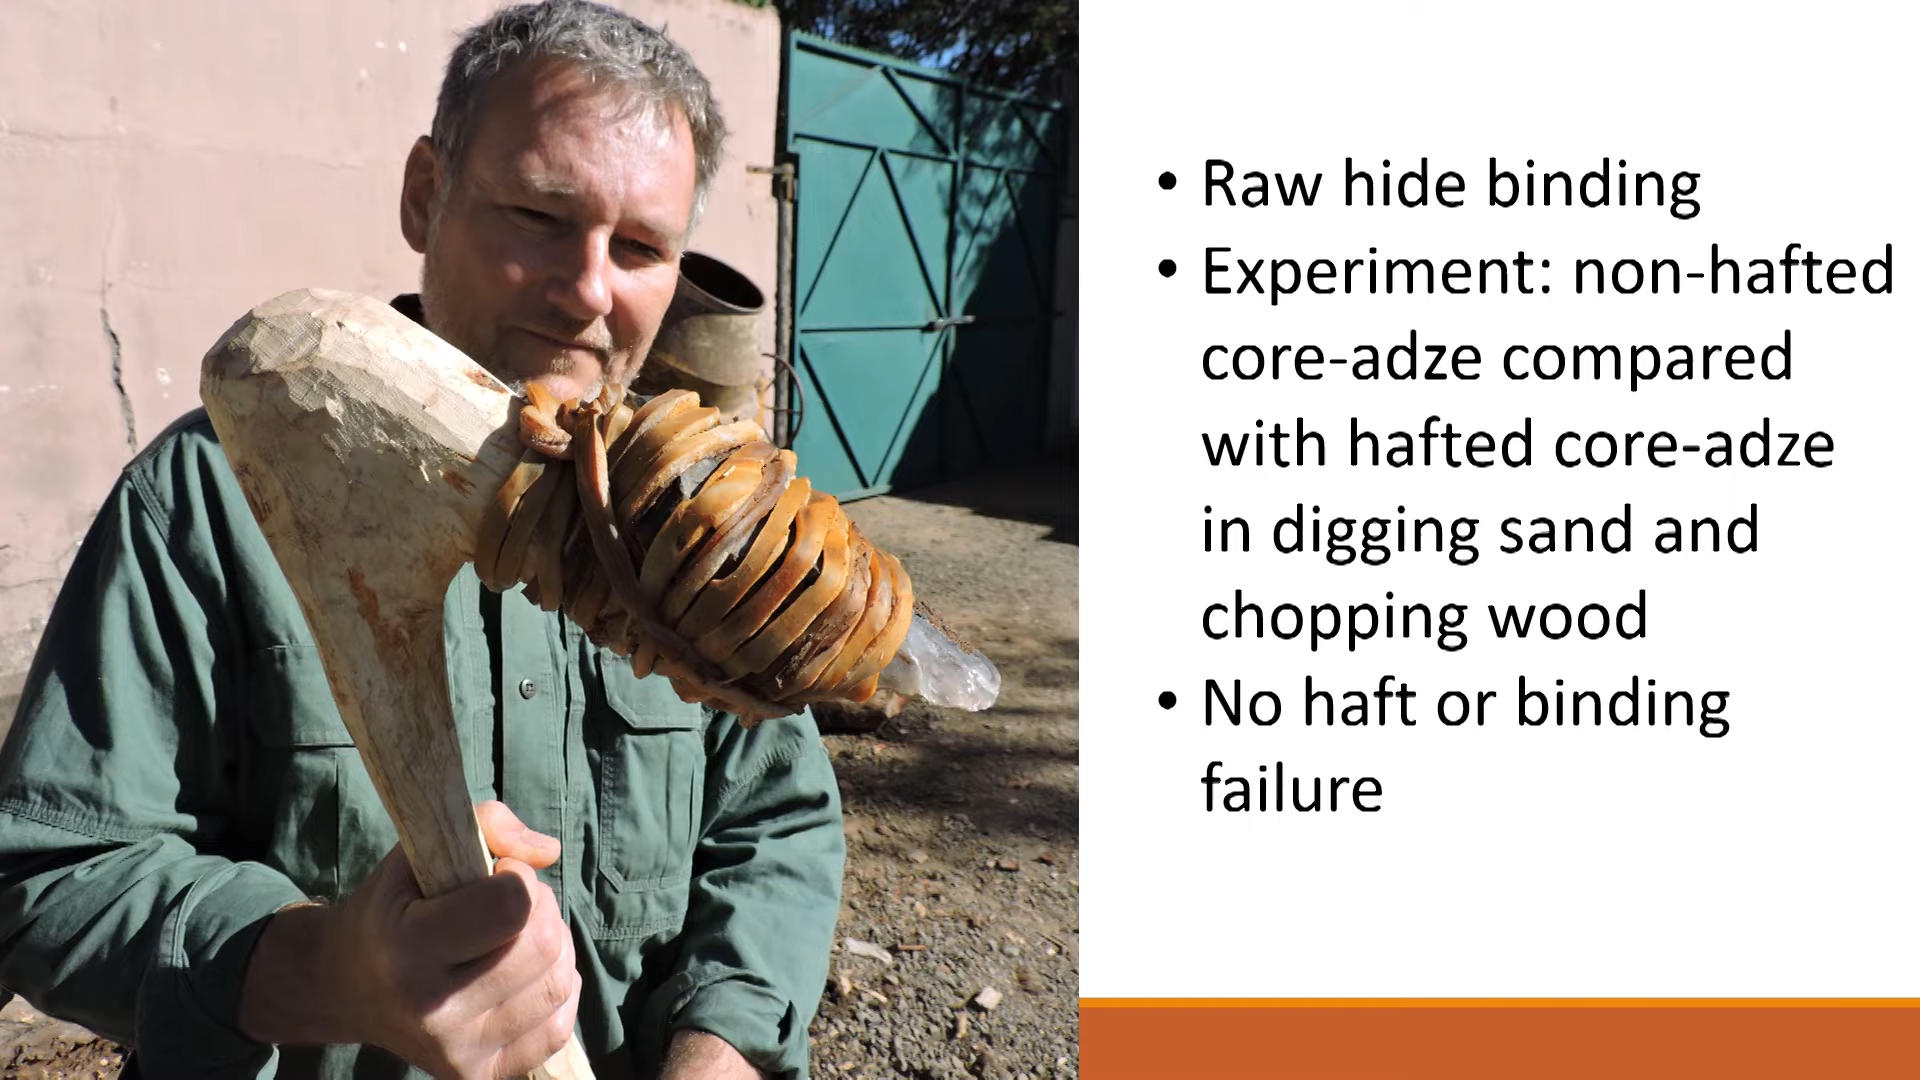 • Raw hide binding
• Experiment: non-hafted
core-adze compared
with hafted core-adze
in digging sand and
chopping wood
• No haft or binding
failure